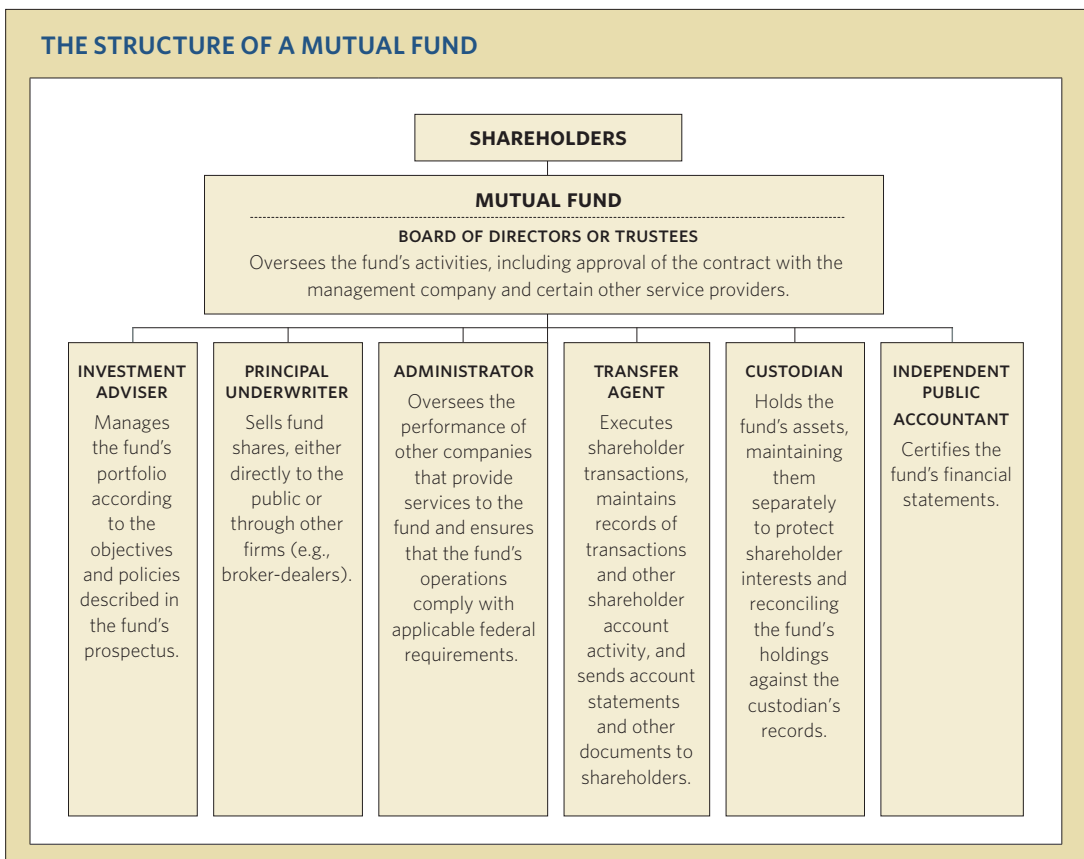 THE STRUCTURE OF A MUTUAL FUND
SHAREHOLDERS
MUTUAL FUND
BOARD OF DIRECTORS OR TRUSTEES
Oversees the fund’s activities, including approval of the contract with the
management company and certain other service providers.
INVESTMENT
ADVISER
Manages
the fund’s
portfolio
according
to the
objectives
and policies
described in
the fund’s
prospectus.
PRINCIPAL
UNDERWRITER
Sells fund
shares, either
directly to the
public or
through other
firms (e.g.,
broker-dealers).
ADMINISTRATOR
Oversees the
performance of
other companies
that provide
services to the
fund and ensures
that the fund’s
operations
comply with
applicable federal
requirements.
TRANSFER
AGENT
Executes
shareholder
transactions,
maintains
records of
transactions
and other
shareholder
account
activity, and
sends account
statements
and other
documents to
shareholders.
CUSTODIAN
Holds the
fund’s assets,
maintaining
them
separately
to protect
shareholder
interests and
reconciling
the fund’s
holdings
against the
custodian’s
records.
INDEPENDENT
PUBLIC
ACCOUNTANT
Certifies the
fund’s financial
statements.